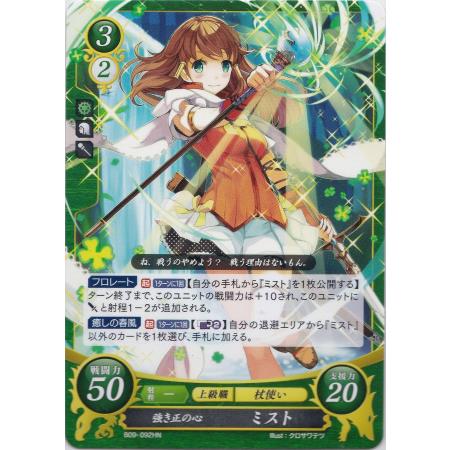 3
2
ね、戦うのやめよう？ 戦う理由はないもん。
フロレート 起 1ターンに1回 【自分の手札から『ミスト』を1枚公開する】
ターン終了まで、このユニットの戦闘力は+10され、このユニットに
と射程1-2が追加される。
癒しの春風 起 1ターンに1回 【2】自分の退避エリアから『ミスト』
以外のカードを1枚選び、手札に加える。
戦闘力
50
射程 ー 上級職 杖使い
支援力
20
強き正の心 ミスト
B09-092HN Illust：クロサワテツ